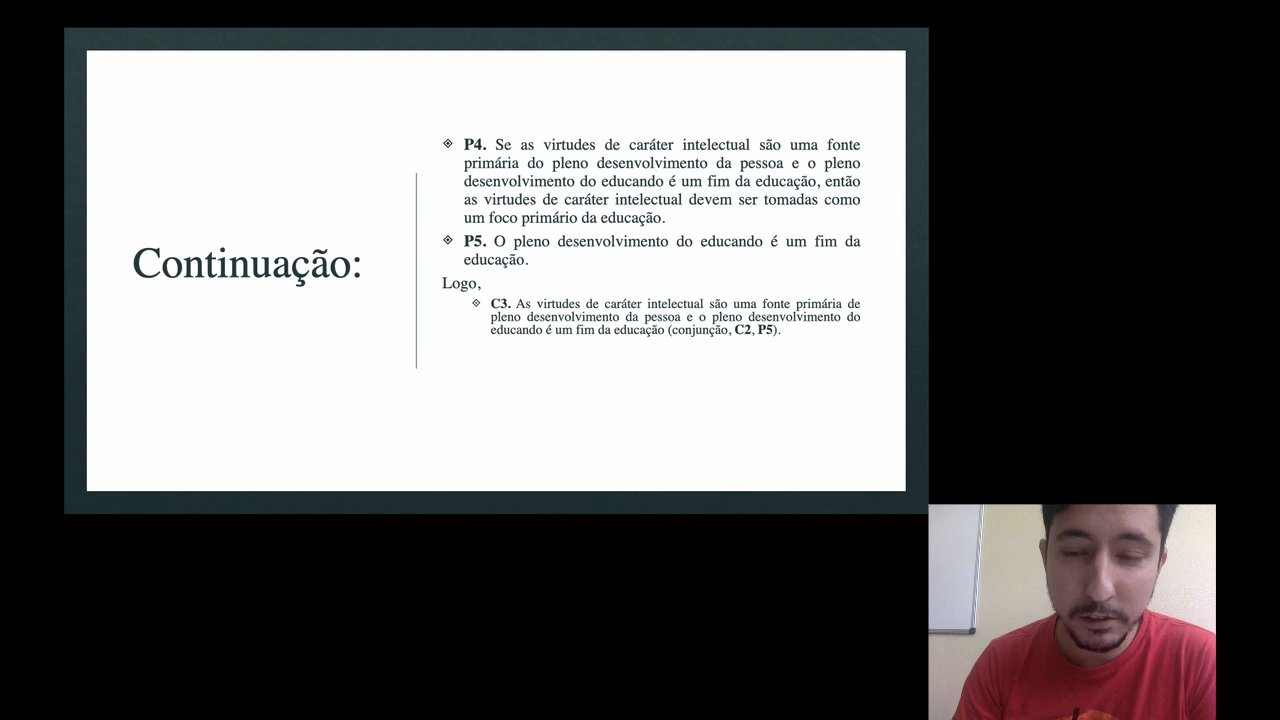 Continuação:
P4. Se as virtudes de caráter intelectual são uma fonte
primária do pleno desenvolvimento da pessoa e o pleno
desenvolvimento do educando é um fim da educação, então
as virtudes de caráter intelectual devem ser tomadas como
um foco primário da educação.
P5. O pleno desenvolvimento do educando é um fim da
educação.
Logo,
C3. As virtudes de caráter intelectual são uma fonte primária de
pleno desenvolvimento da pessoa e o pleno desenvolvimento do
educando é um fim da educação (conjunção, C2, P5).